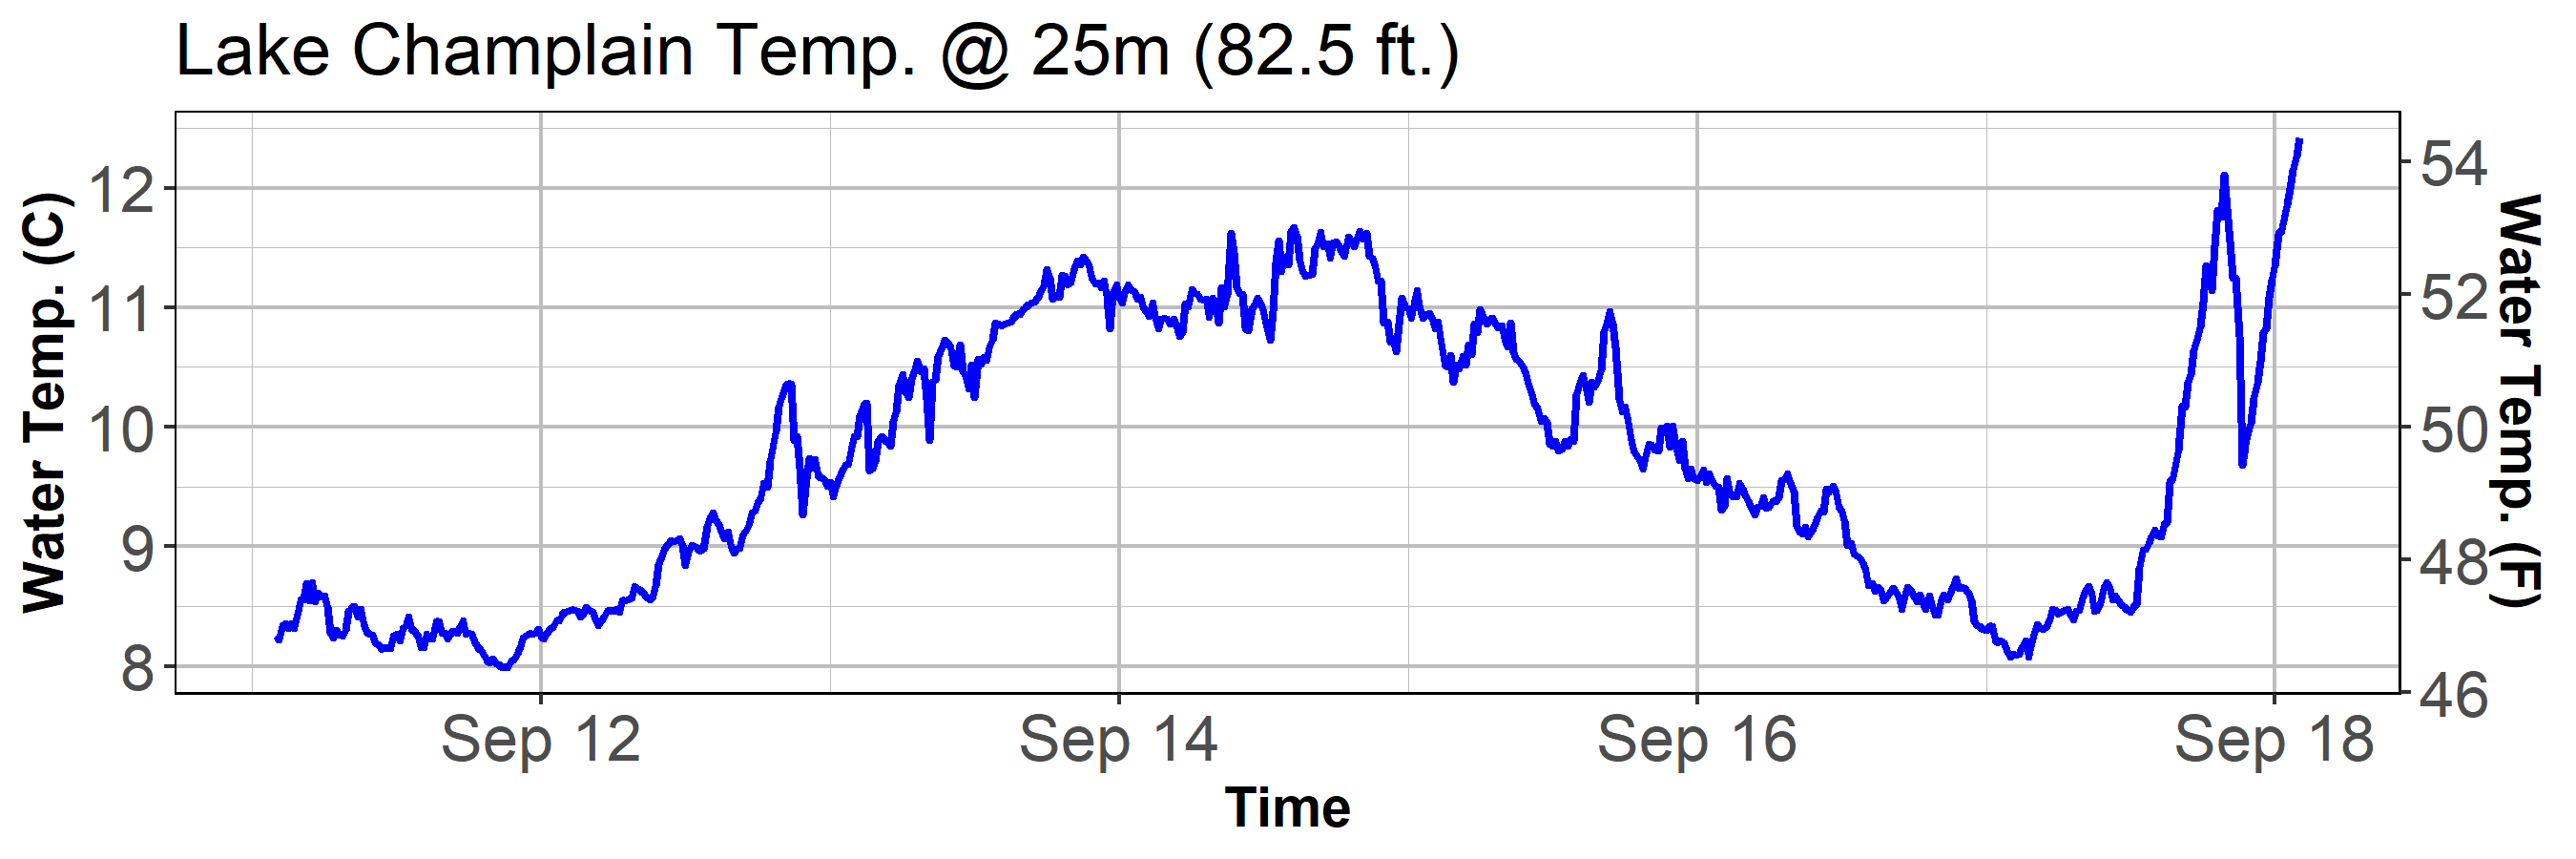 Lake Champlain Temp. @ 25m (82.5 ft.)
Water Temp. (C)
12
11
10
9
8
54
52
50
48
46
Water Temp. (F)
Sep 12 Sep 14 Sep 16 Sep 18
Time